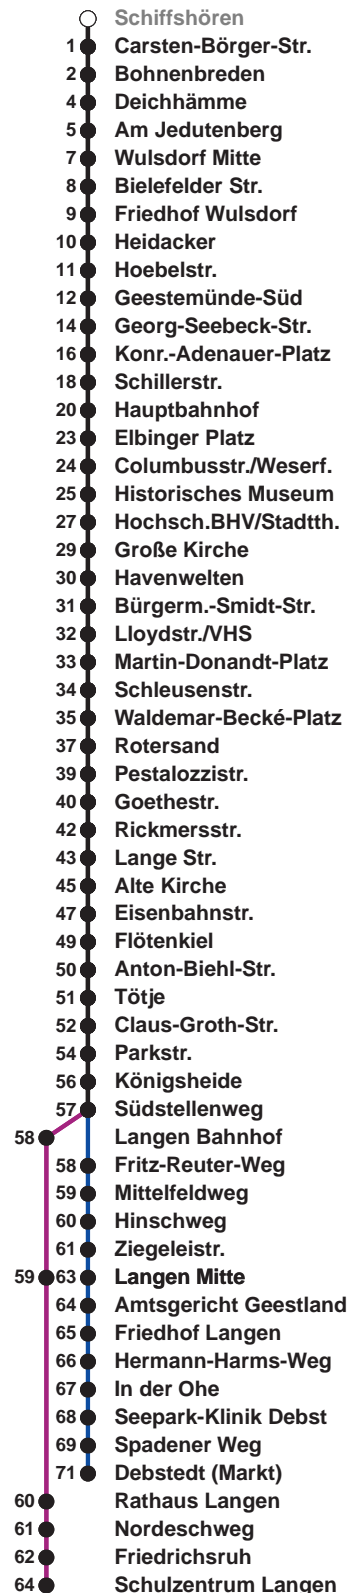 Schiffshören
1 Carsten-Börger-Str.
2 Bohnenbreden
4 Deichhämme
5 Am Jedutenberg
7 Wulsdorf Mitte
8 Bielefelder Str.
9 Friedhof Wulsdorf
10 Heidacker
11 Hoebelstr.
12 Geestemünde-Süd
14 Georg-Seebeck-Str.
16 Konr.-Adenauer-Platz
18 Schillerstr.
20 Hauptbahnhof
23 Elbinger Platz
24 Columbusstr./Weserf.
25 Historisches Museum
27 Hochsch.BHV/Stadtth.
29 Große Kirche
30 Havenwelten
31 Bürgerm.-Smidt-Str.
32 Lloydstr./VHS
33 Martin-Donandt-Platz
34 Schleusenstr.
35 Waldemar-Becké-Platz
37 Rotersand
39 Pestalozzistr.
40 Goethestr.
42 Rickmersstr.
43 Lange Str.
45 Alte Kirche
47 Eisenbahnstr.
49 Flötenkiel
50 Anton-Biehl-Str.
51 Tötje
52 Claus-Groth-Str.
54 Parkstr.
56 Königsheide
57 Südstellenweg
58 Langen Bahnhof
58 Fritz-Reuter-Weg
59 Mittelfeldweg
60 Hinschweg
61 Ziegeleistr.
59 63 Langen Mitte
64 Amtsgericht Geestland
65 Friedhof Langen
66 Hermann-Harms-Weg
67 In der Ohe
68 Seepark-Klinik Debst
69 Spadener Weg
71 Debstedt (Markt)
60 Rathaus Langen
61 Nordeschweg
62 Friedrichsruh
64 Schulzentrum Langen